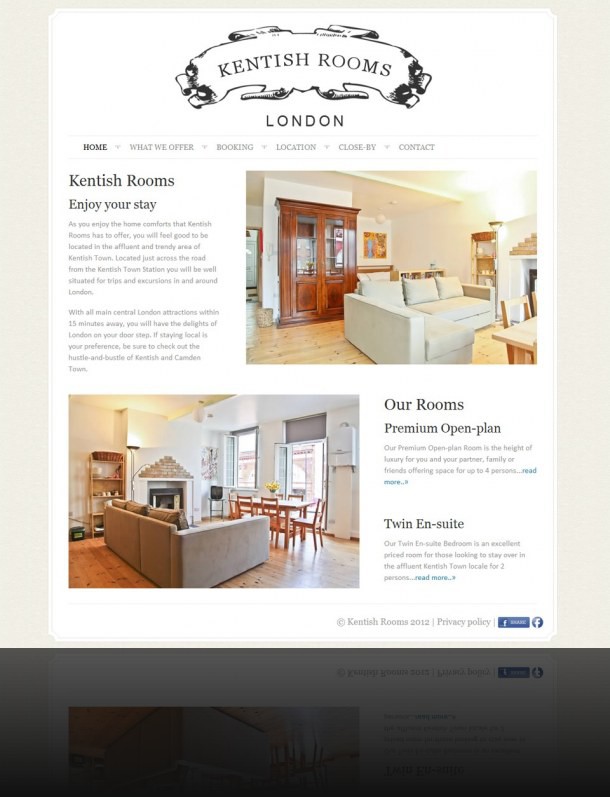 KENTISH ROOMS
LONDON
HOME WHAT WE OFFER BOOKING LOCATION CLOSE-BY CONTACT
Kentish Rooms
Enjoy your stay
As you enjoy the home comforts that Kentish
Rooms has to offer, you will feel good to be
located in the affluent and trendy area of
Kentish Town. Located just across the road
from the Kentish Town Station you will be well
situated for trips and excursions in and around
London.
With all main central London attractions within
15 minutes away, you will have the delights of
London on your door step. If staying local is
your preference, be sure to check out the
hustle-and-bustle of Kentish and Camden
Town.
Our Rooms
Premium Open-plan
Our Premium Open-plan Room is the height of
luxury for you and your partner, family or
friends offering space for up to 4 persons...read
more..»
Twin En-suite
Our Twin En-suite Bedroom is an excellent
priced room for those looking to stay over in
the affluent Kentish Town locale for 2
persons...read more..»
© Kentish Rooms 2012 | Privacy policy | f SHARE f